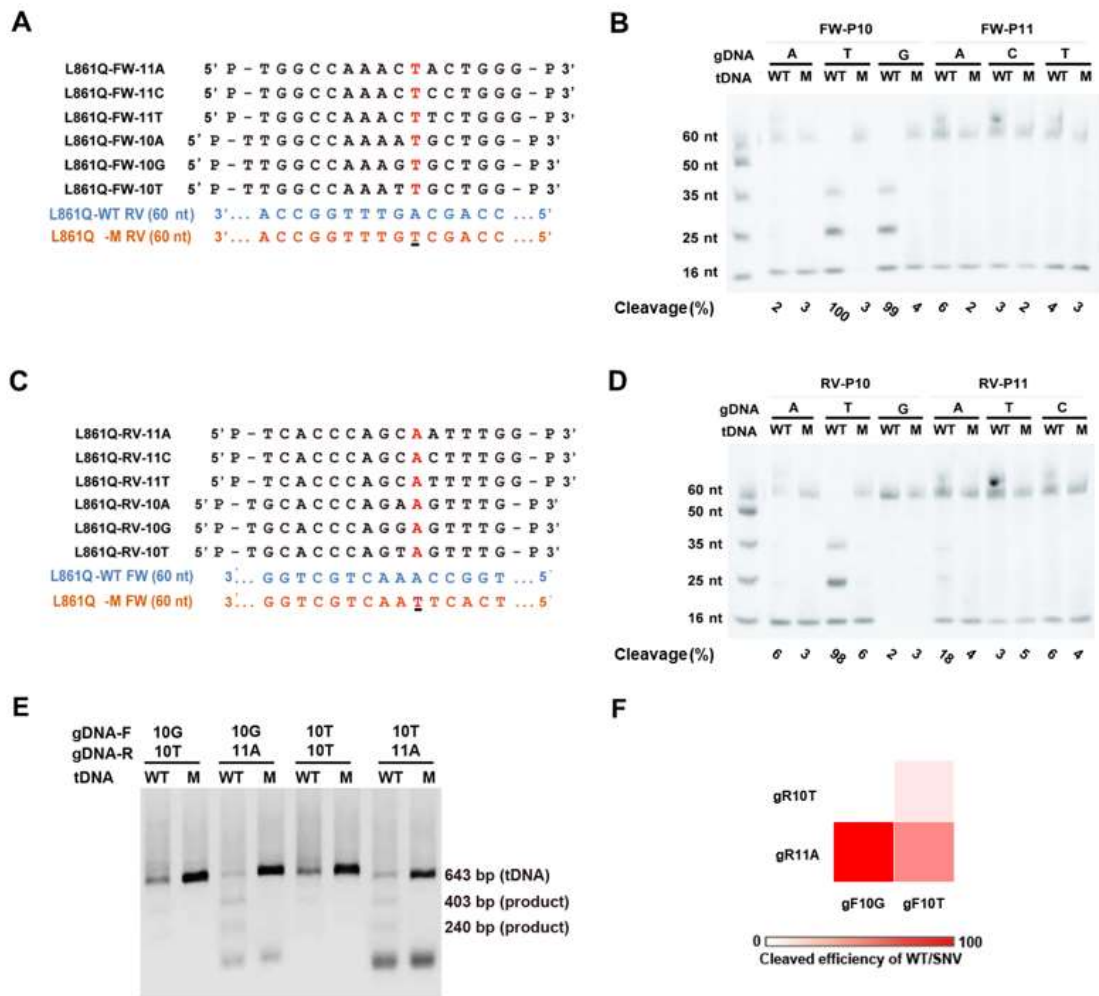 A
L861Q-FW-11A 5' P - T G G C C A A A C T A C T G G G - P 3'
L861Q-FW-11C 5' P - T G G C C A A A C T C C T G G G - P 3'
L861Q-FW-11T 5' P - T G G C C A A A C T T C T G G G - P 3'
L861Q-FW-10A 5' P - T T G G C C A A A A T G C T G G - P 3'
L861Q-FW-10G 5' P - T T G G C C A A A G T G C T G G - P 3'
L861Q-FW-10T 5' P - T T G G C C A A A T T G C T G G - P 3'
L861Q-WT RV (60 nt) 3'... A C C G G T T T G A C G A C C ... 5'
L861Q -M RV (60 nt) 3'... A C C G G T T T G T C G A C C ... 5'
B
FW-P10 FW-P11
gDNA A T G A C T
tDNA WT M WT M WT M WT M WT M WT M
60 nt
50 nt
35 nt
25 nt
16 nt
Cleavage(%) 2 3 100 3 99 4 6 2 3 2 4 3
C
L861Q-RV-11A 5' P - T C A C C C A G C A A T T T G G - P 3'
L861Q-RV-11C 5' P - T C A C C C A G C A C T T T G G - P 3'
L861Q-RV-11T 5' P - T C A C C C A G C A T T T T G G - P 3'
L861Q-RV-10A 5' P - T G C A C C C A G A A G T T T G - P 3'
L861Q-RV-10G 5' P - T G C A C C C A G G A G T T T G - P 3'
L861Q-RV-10T 5' P - T G C A C C C A G T A G T T T G - P 3'
L861Q-WT FW (60 nt) 3'... G G T C G T C A A A C C G G T ... 5'
L861Q -M FW (60 nt) 3'... G G T C G T C A A T T C A C T ... 5'
D
RV-P10 RV-P11
gDNA A T G A T C
tDNA WT M WT M WT M WT M WT M WT M
60 nt
50 nt
35 nt
25 nt
16 nt
Cleavage(%) 6 3 98 6 2 3 18 4 3 5 6 4
E
gDNA-F 10G 10G 10T 10T
gDNA-R 10T 11A 10T 11A
tDNA WT M WT M WT M WT M
643 bp (tDNA)
403 bp (product)
240 bp (product)
F
gR10T
gR11A
gF10G gF10T
0 100
Cleaved efficiency of WT/SNV